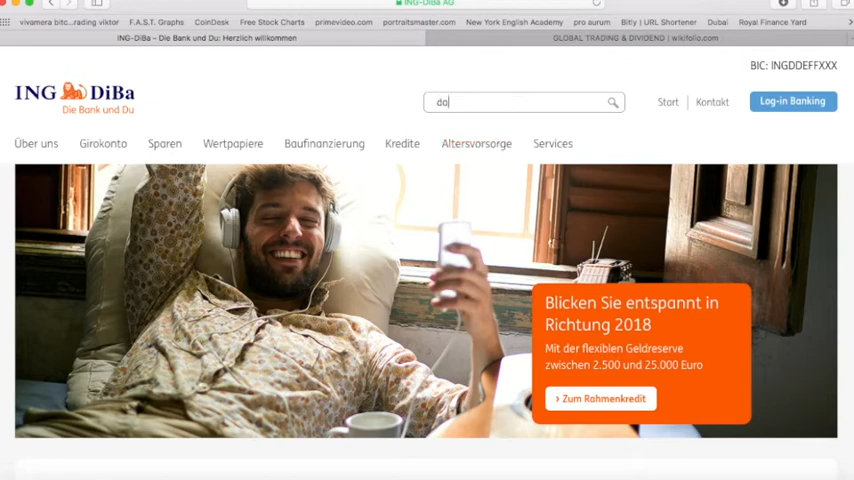 ING-DiBa AG
vivamera bitc...rading viktor F.A.S.T. Graphs CoinDesk Free Stock Charts primevideo.com portraitsmaster.com New York English Academy pro aurum Bitly | URL Shortener Dubai Royal Finance Yard
ING-DiBa – Die Bank und Du: Herzlich willkommen GLOBAL TRADING & DIVIDEND | wikifolio.com
BIC: INGDDEFFXXX
ING DiBa
Die Bank und Du
da
Start Kontakt Log-in Banking
Über uns Girokonto Sparen Wertpapiere Baufinanzierung Kredite Altersvorsorge Services
Blicken Sie entspannt in
Richtung 2018
Mit der flexiblen Geldreserve
zwischen 2.500 und 25.000 Euro
› Zum Rahmenkredit